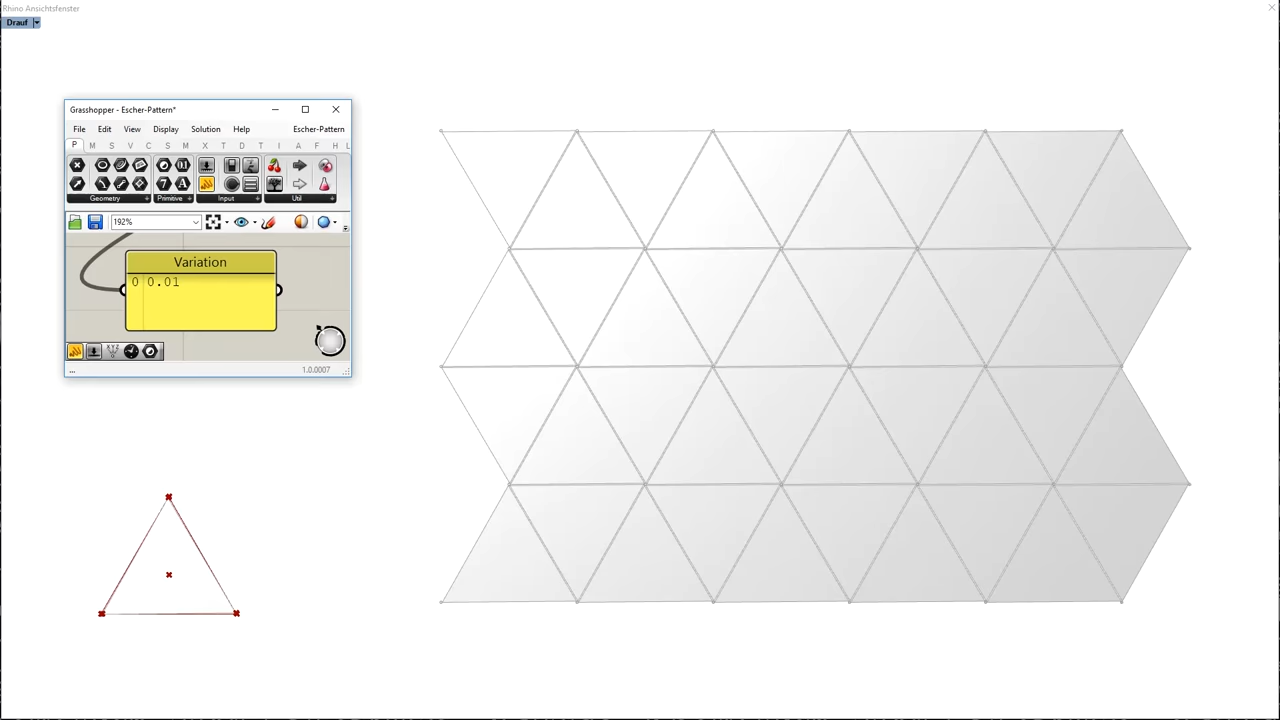 Rhino Ansichtsfenster
Drauf
Grasshopper - Escher-Pattern*
File Edit View Display Solution Help Escher-Pattern
P M S V C S M X T D T I A F H L
Geometry Primitive Input Util
192%
Variation
0 0.01
X Y Z
...
1.0.0007